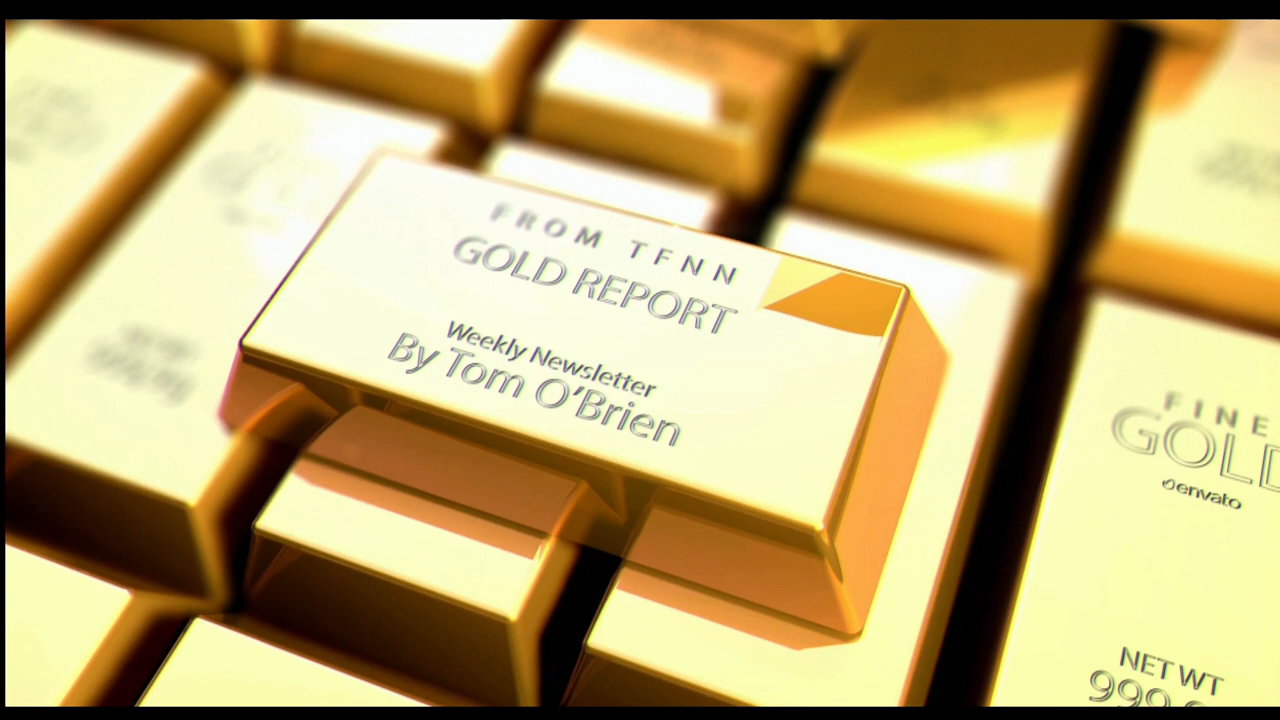 FROM TFNN
GOLD REPORT
Weekly Newsletter
By Tom O'Brien
FINE
GOLD
envato
NET WT